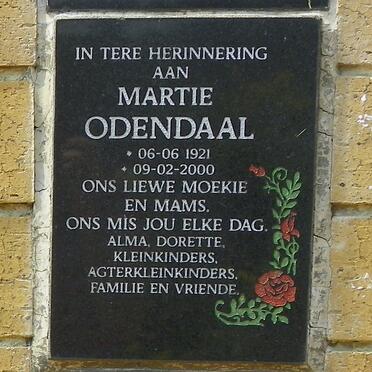 IN TERE HERINNERING
AAN
MARTIE
ODENDAAL
* 06-06 1921
+ 09-02-2000
ONS LIEWE MOEKIE
EN MAMS.
ONS MIS JOU ELKE DAG.
ALMA, DORETTE,
KLEINKINDERS,
AGTERKLEINKINDERS,
FAMILIE EN VRIENDE.